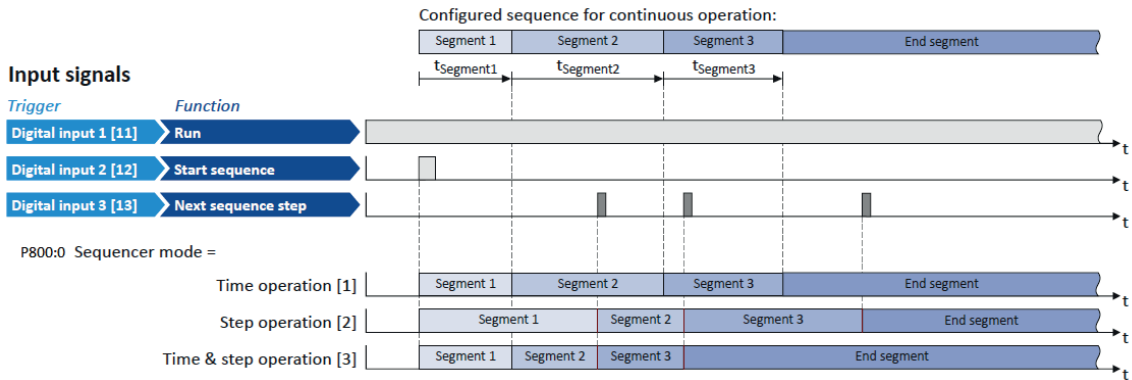 Configured sequence for continuous operation:
Segment 1 Segment 2 Segment 3 End segment
tSegment1 tSegment2 tSegment3
Input signals
Trigger Function
Digital input 1 [11] Run
t
Digital input 2 [12] Start sequence
t
Digital input 3 [13] Next sequence step
t
P800:0 Sequencer mode =
Time operation [1] Segment 1 Segment 2 Segment 3 End segment
t
Step operation [2] Segment 1 Segment 2 Segment 3 End segment
t
Time & step operation [3] Segment 1 Segment 2 Segment 3 End segment
t